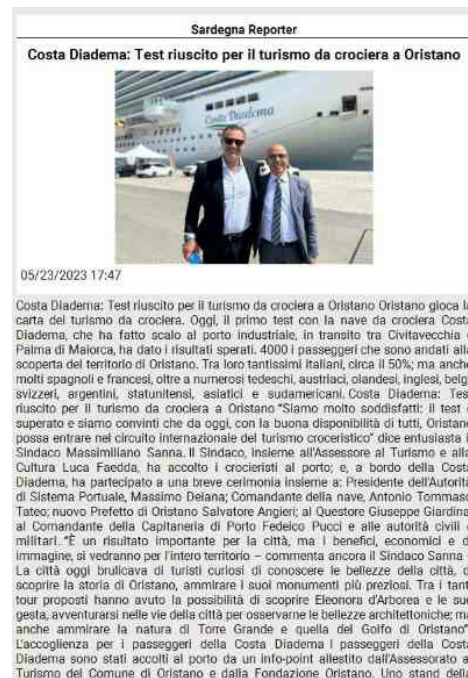 Sardegna Reporter
Costa Diadema: Test riuscito per il turismo da crociera a Oristano
Costa Diadema
05/23/2023 17:47
Costa Diadema: Test riuscito per il turismo da crociera a Oristano Oristano gioca la
carta del turismo da crociera. Oggi, il primo test con la nave da crociera Costa
Diadema, che ha fatto scalo al porto industriale, in transito tra Civitavecchia
Palma di Maiorca, ha dato i risultati sperati. 4000 i passeggeri che sono andati alla
scoperta del territorio di Oristano. Tra loro tantissimi italiani, circa il 50%; ma anche
molti spagnoli e francesi, oltre a numerosi tedeschi, austriaci, olandesi, inglesi, belgi
svizzeri, argentini, statunitensi, asiatici e sudamericani. Costa Diadema: Test
riuscito per il turismo da crociera a Oristano "Siamo molto soddisfatti: il test
superato e siamo convinti che da oggi, con la buona disponibilità di tutti, Oristano
possa entrare nel circuito internazionale del turismo croceristico" dice entusiasta i
Sindaco Massimiliano Sanna. Il Sindaco, insieme all'Assessore al Turismo e alla
Cultura Luca Faedda, ha accolto i crocieristi al porto; e, a bordo della Costa
Diadema, ha partecipato a una breve cerimonia insieme a: Presidente dell'Autorità
di Sistema Portuale, Massimo Deiana; Comandante della nave, Antonio Tommaso
Tateo; nuovo Prefetto di Oristano Salvatore Angieri; al Questore Giuseppe Giardina
al Comandante della Capitaneria di Porto Fedeico Pucci e alle autorità civili e
militari. "È un risultato importante per la città, ma i benefici, economici e d
immagine, si vedranno per l'intero territorio – commenta ancora il Sindaco Sanna
La città oggi brulicava di turisti curiosi di conoscere le bellezze della città, d
scoprire la storia di Oristano, ammirare i suoi monumenti più preziosi. Tra i tant
tour proposti hanno avuto la possibilità di scoprire Eleonora d'Arborea e le sue
gesta, avventurarsi nelle vie della città per osservarne le bellezze architettoniche; ma
anche ammirare la natura di Torre Grande e quella del Golfo di Oristano"
L'accoglienza per i passeggeri della Costa Diadema I passeggeri della Costa
Diadema sono stati accolti al porto da un info-point allestito dall'Assessorato a
Turismo del Comune di Oristano e dalla Fondazione Oristano. Uno stand della